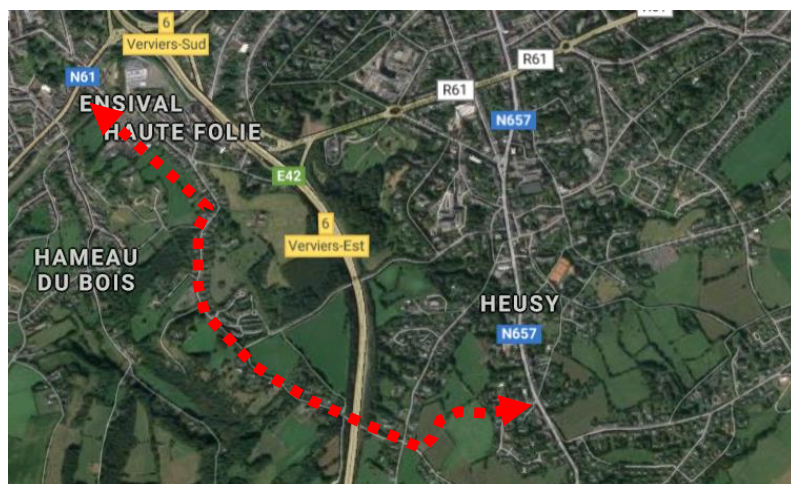 6
Verviers-Sud
R61
R61
N61
R61
ENSIVAL
HAUTE FOLIE
N657
E42
6
Verviers-Est
HAMEAU
DU BOIS
HEUSY
N657